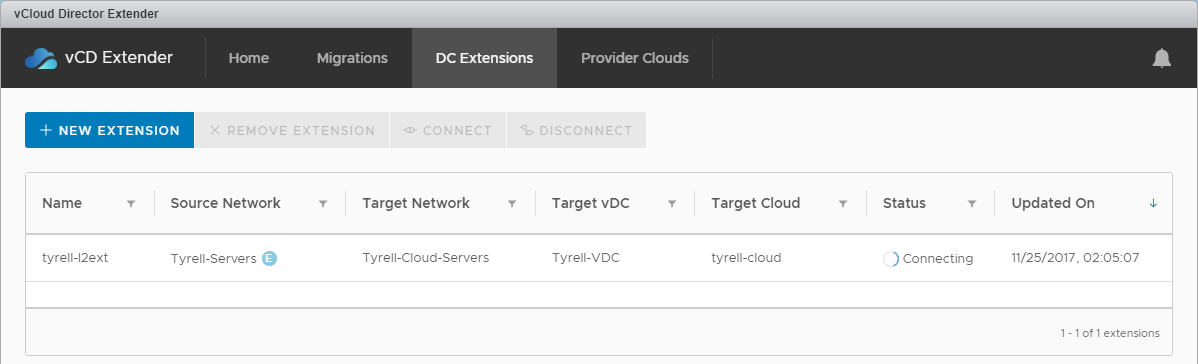 vCloud Director Extender
vCD Extender Home Migrations DC Extensions Provider Clouds
NEW EXTENSION REMOVE EXTENSION CONNECT DISCONNECT
Name Source Network Target Network Target vDC Target Cloud Status Updated On
tyrell-l2ext Tyrell-Servers E Tyrell-Cloud-Servers Tyrell-VDC tyrell-cloud Connecting 11/25/2017, 02:05:07
1 - 1 of 1 extensions